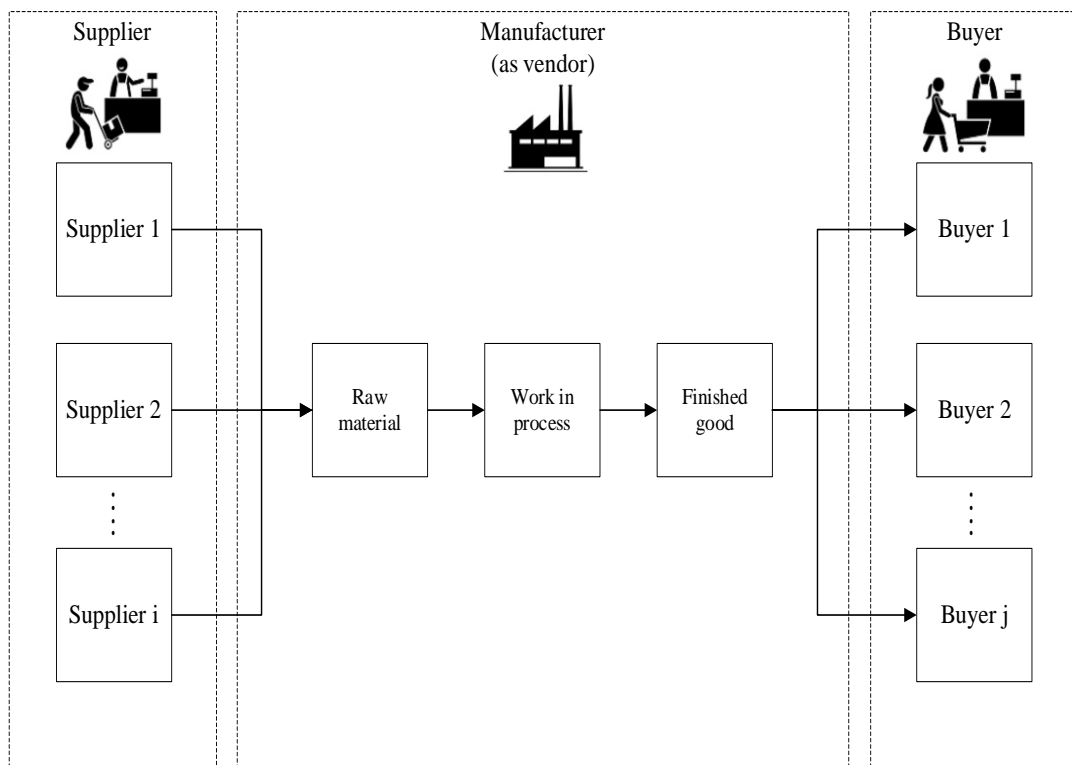 Supplier
Manufacturer
(as vendor)
Buyer
Supplier 1
Buyer 1
Supplier 2
Raw
material
Work in
process
Finished
good
Buyer 2
Supplier i
Buyer j